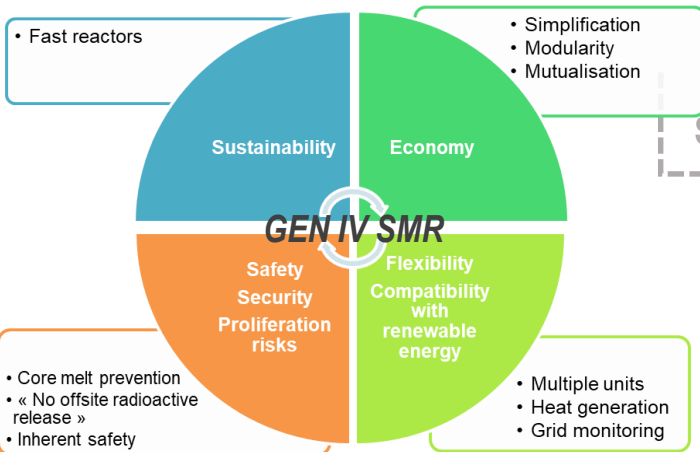 • Fast reactors
• Simplification
• Modularity
• Mutualisation
Sustainability
Economy
GEN IV SMR
Safety
Security
Proliferation
risks
Flexibility
Compatibility
with
renewable
energy
• Core melt prevention
• « No offsite radioactive
release »
• Inherent safety
• Multiple units
• Heat generation
• Grid monitoring